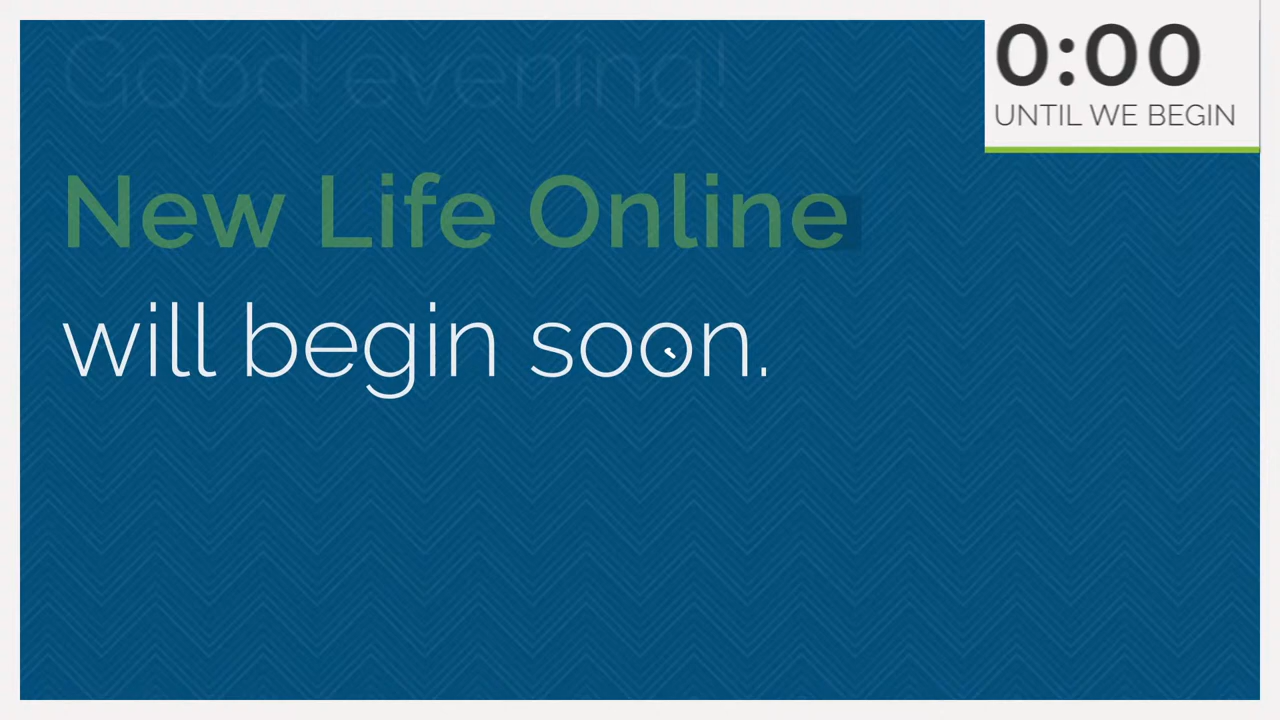 Good evening!
0:00
UNTIL WE BEGIN
New Life Online
will begin soon.